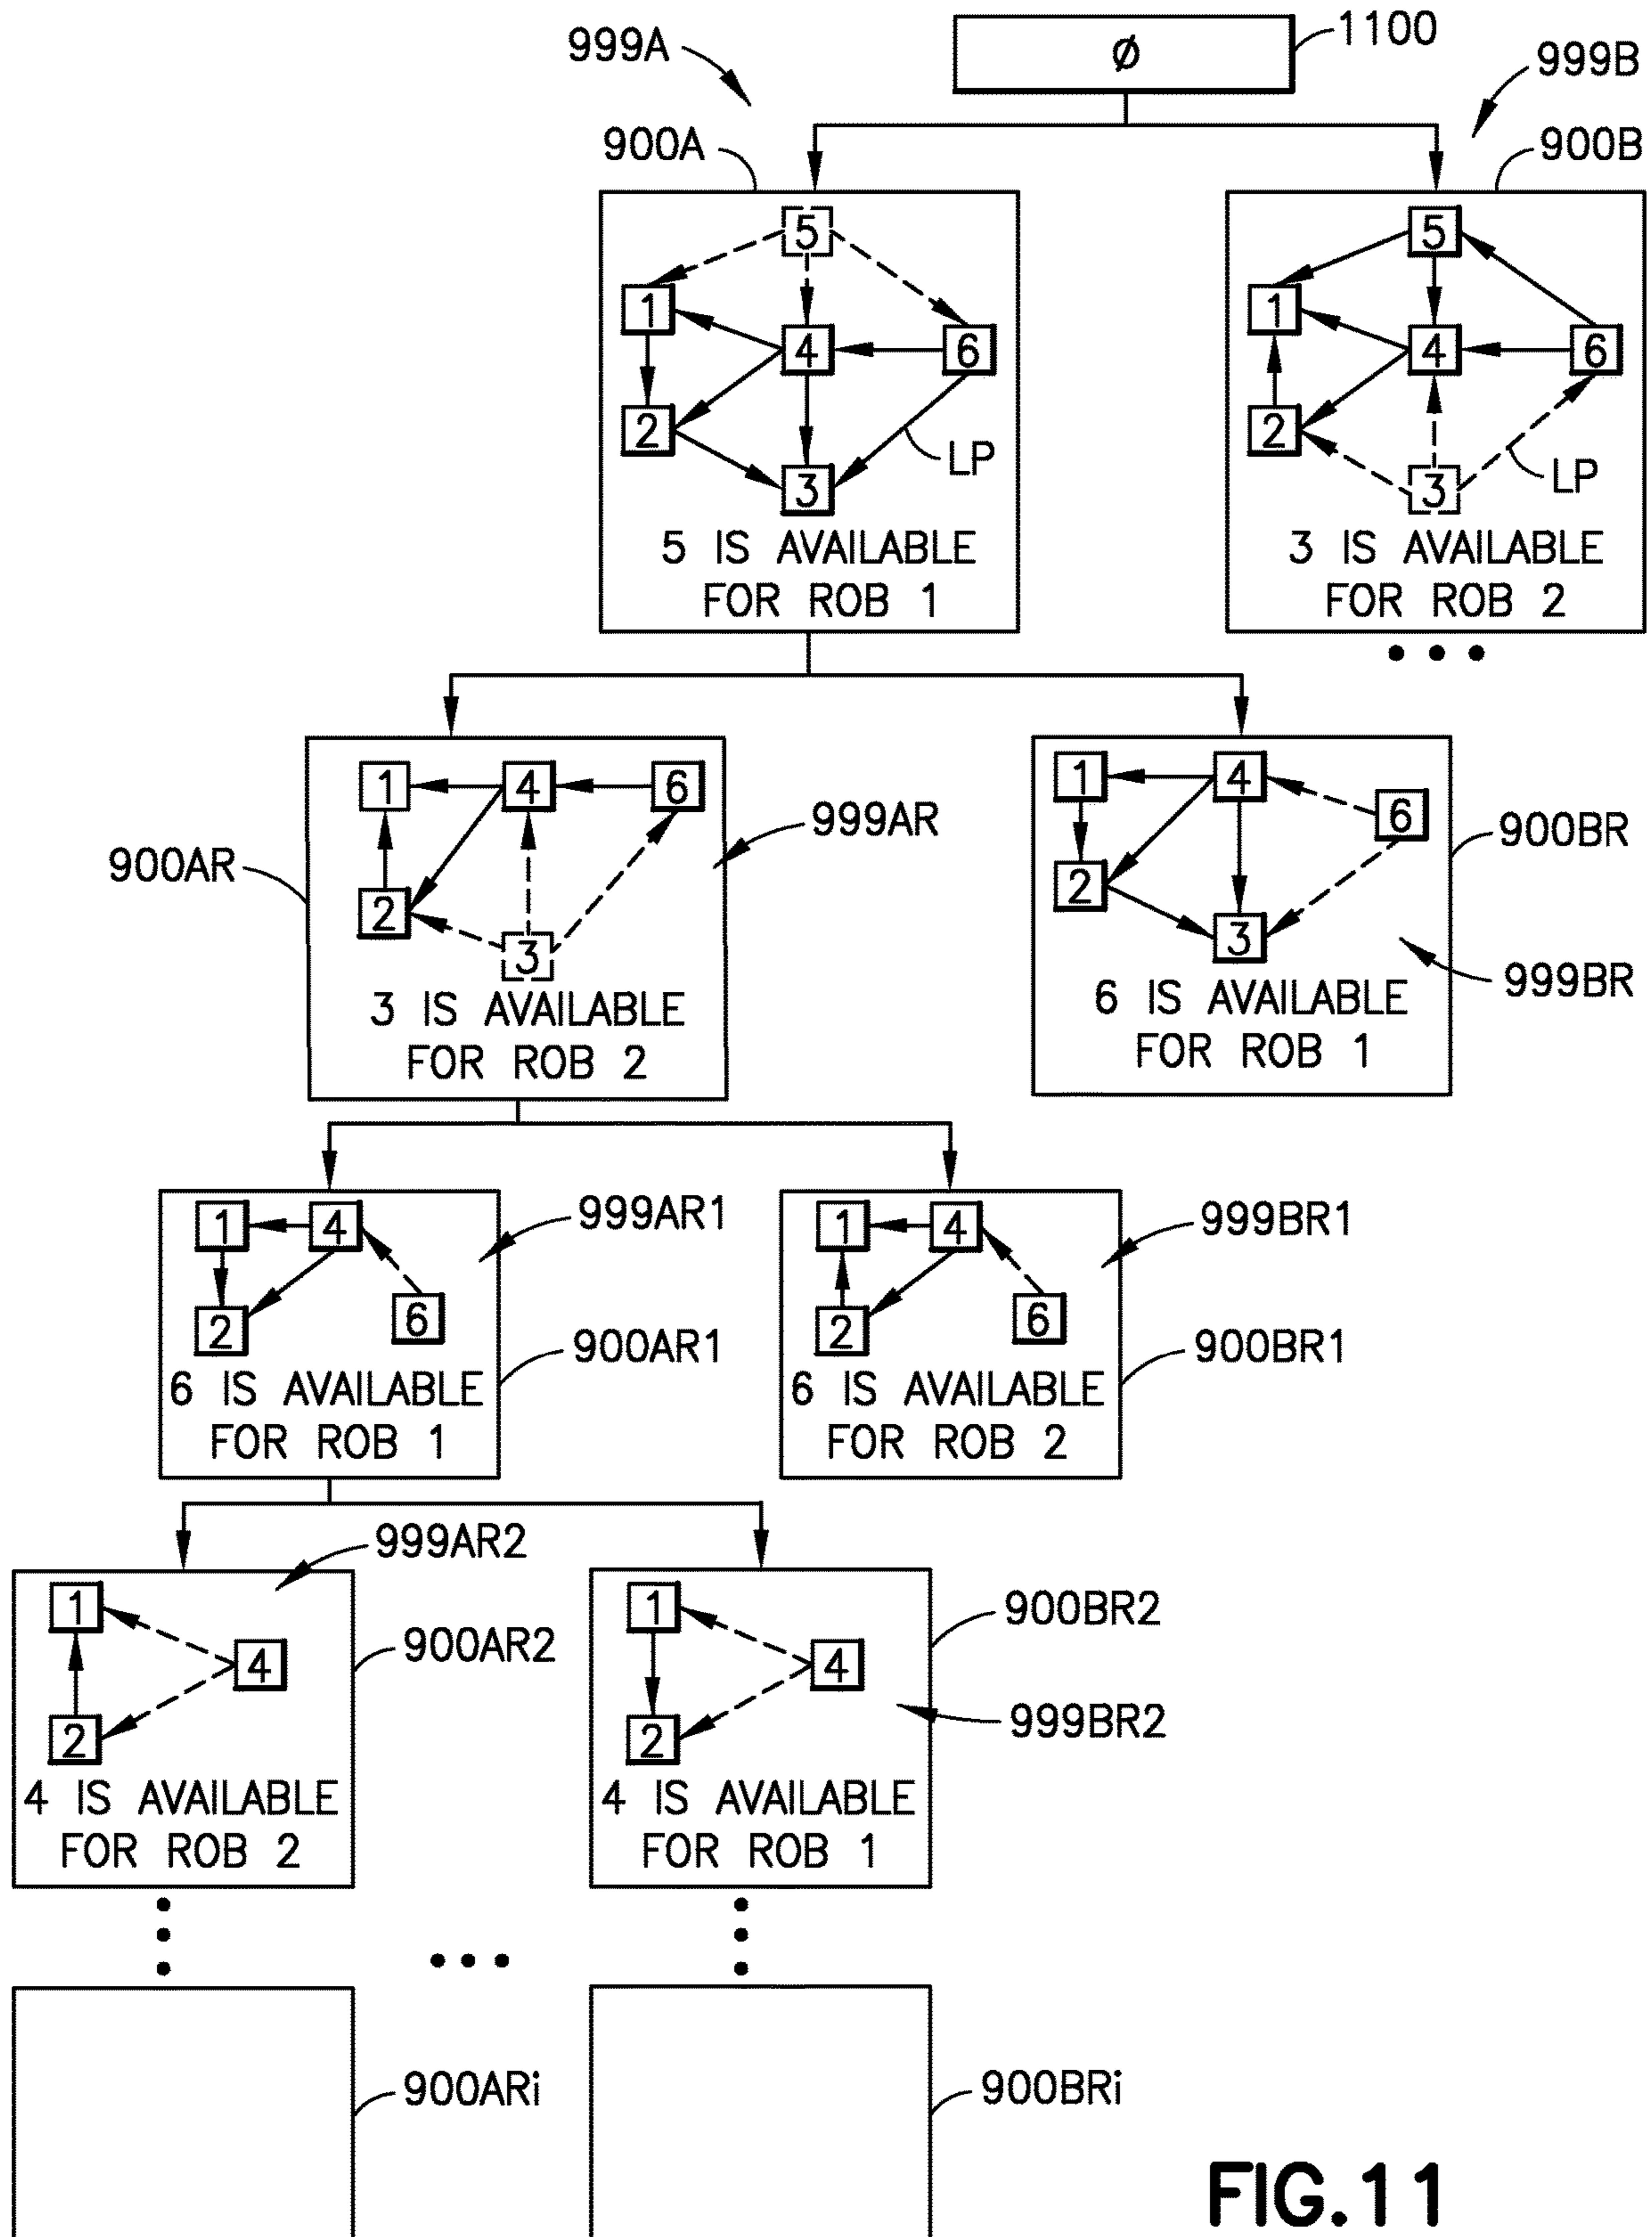 999A
Ø
1100
999B
900A
900B
5
1
4
6
2
LP
3
5 IS AVAILABLE
FOR ROB 1
5
1
4
6
2
LP
3
3 IS AVAILABLE
FOR ROB 2
1
4
6
999AR
900AR
2
3
3 IS AVAILABLE
FOR ROB 2
1
4
6
900BR
2
3
999BR
6 IS AVAILABLE
FOR ROB 1
1
4
999AR1
2
6
900AR1
6 IS AVAILABLE
FOR ROB 1
1
4
999BR1
2
6
900BR1
6 IS AVAILABLE
FOR ROB 2
999AR2
1
4
900AR2
2
4 IS AVAILABLE
FOR ROB 2
1
900BR2
4
2
999BR2
4 IS AVAILABLE
FOR ROB 1
900ARi
900BRi
FIG.11